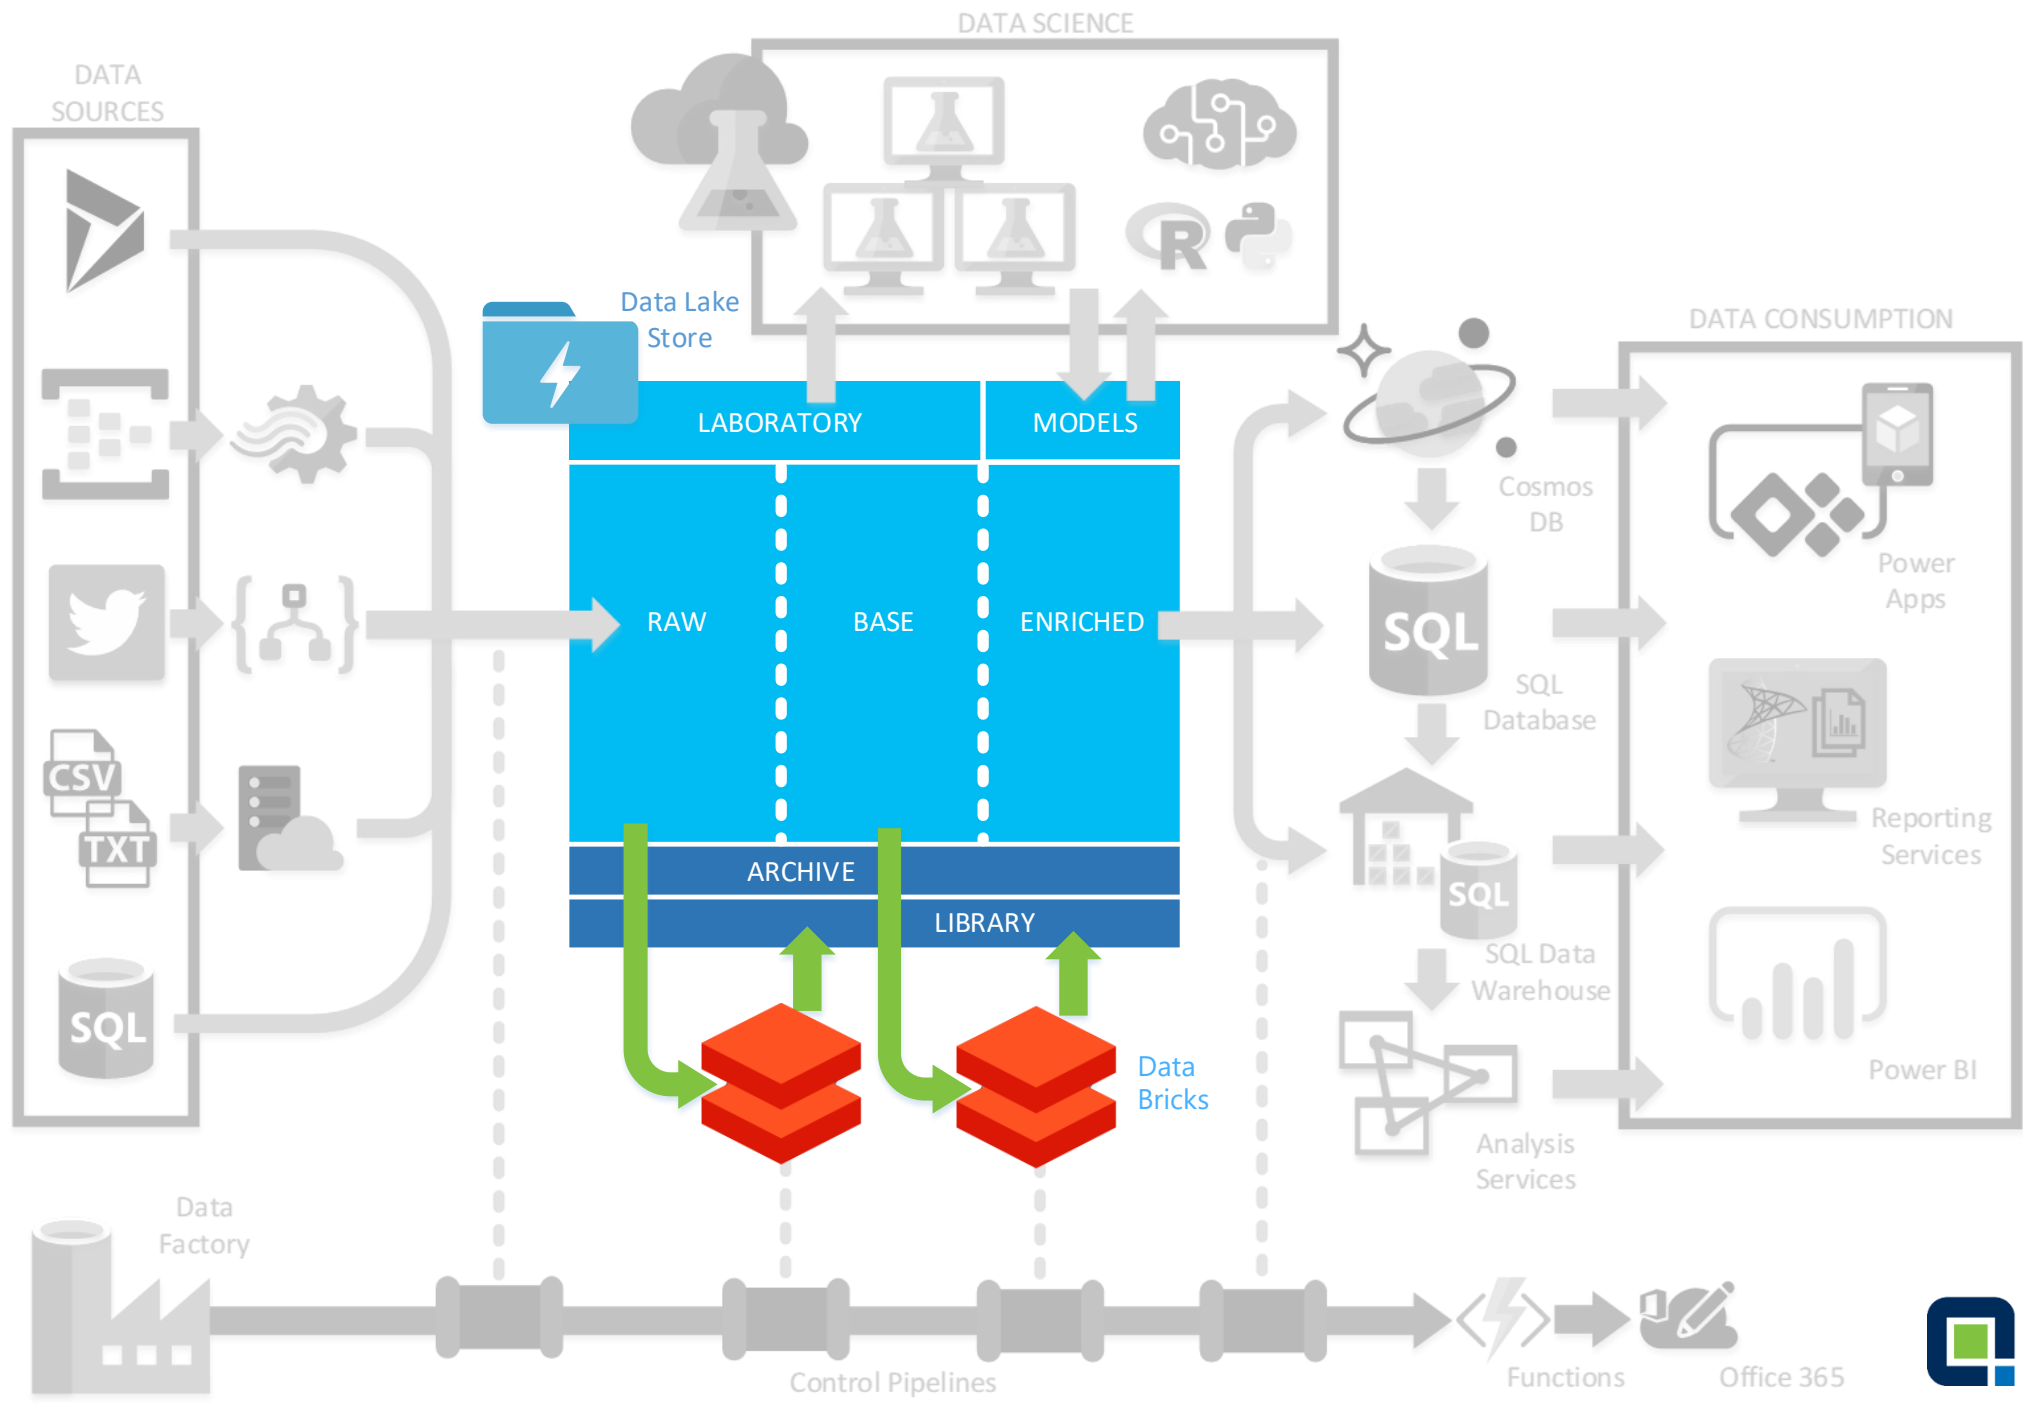 DATA SCIENCE
DATA
SOURCES
Data Lake
Store
DATA CONSUMPTION
LABORATORY
MODELS
Cosmos
DB
Power
Apps
RAW
BASE
ENRICHED
SQL
SQL
Database
CSV
TXT
Reporting
Services
ARCHIVE
SQL
LIBRARY
SQL Data
Warehouse
SQL
Data
Bricks
Power BI
Analysis
Services
Data
Factory
Control Pipelines
Functions
Office 365
R